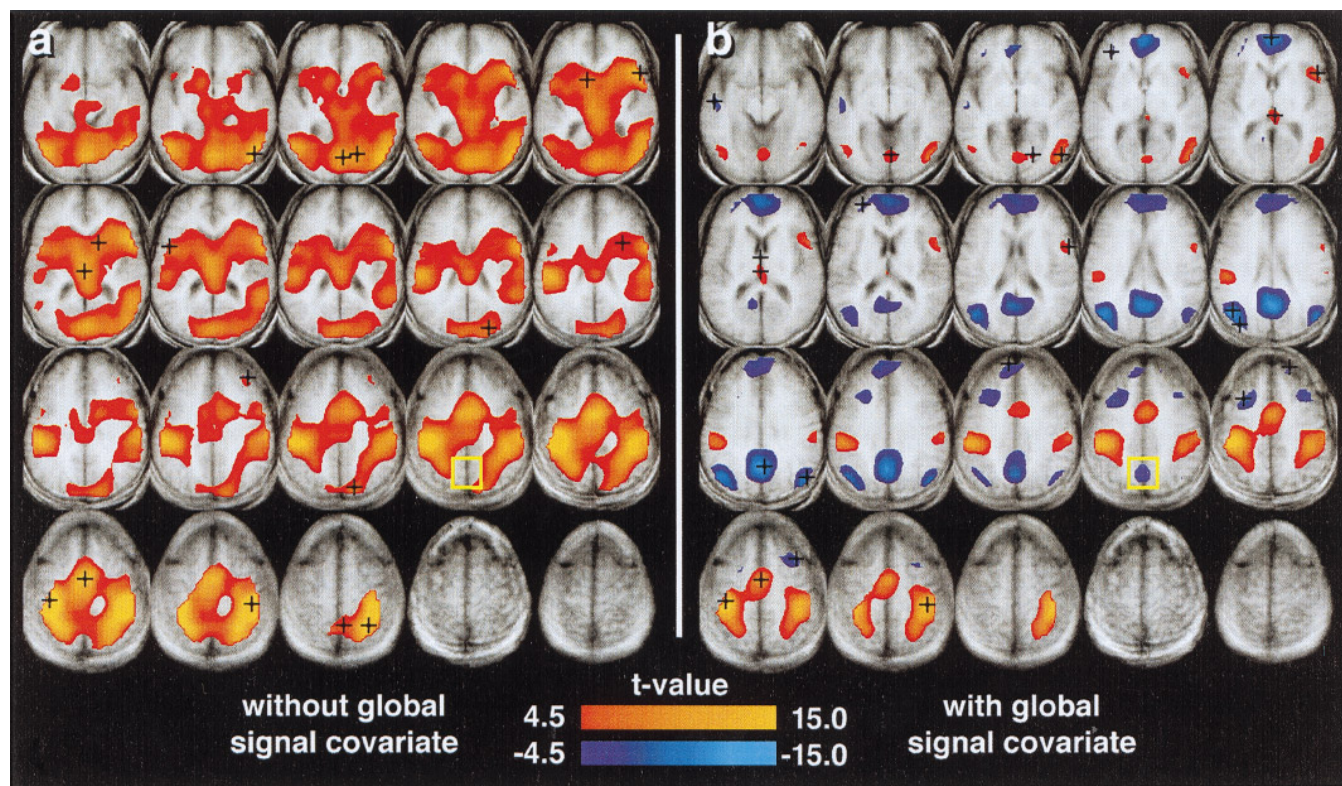 a
b
without global
signal covariate
t-value
4.5
15.0
-4.5
-15.0
with global
signal covariate